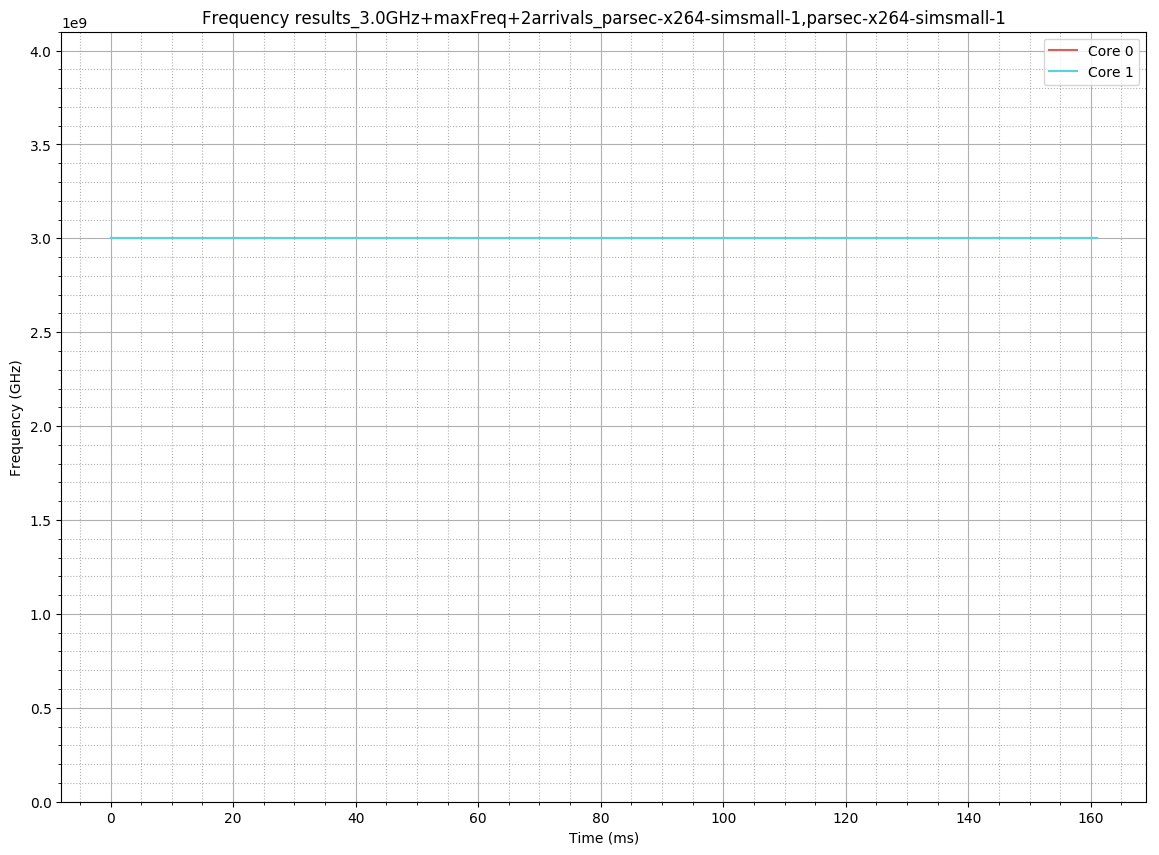 Frequency results_3.0GHz+maxFreq+2arrivals_parsec-x264-simsmall-1,parsec-x264-simsmall-1
1e9
Core 0
Core 1
4.0
3.5
3.0
2.5
2.0
1.5
1.0
0.5
0.0
Frequency (GHz)
0 20 40 60 80 100 120 140 160
Time (ms)